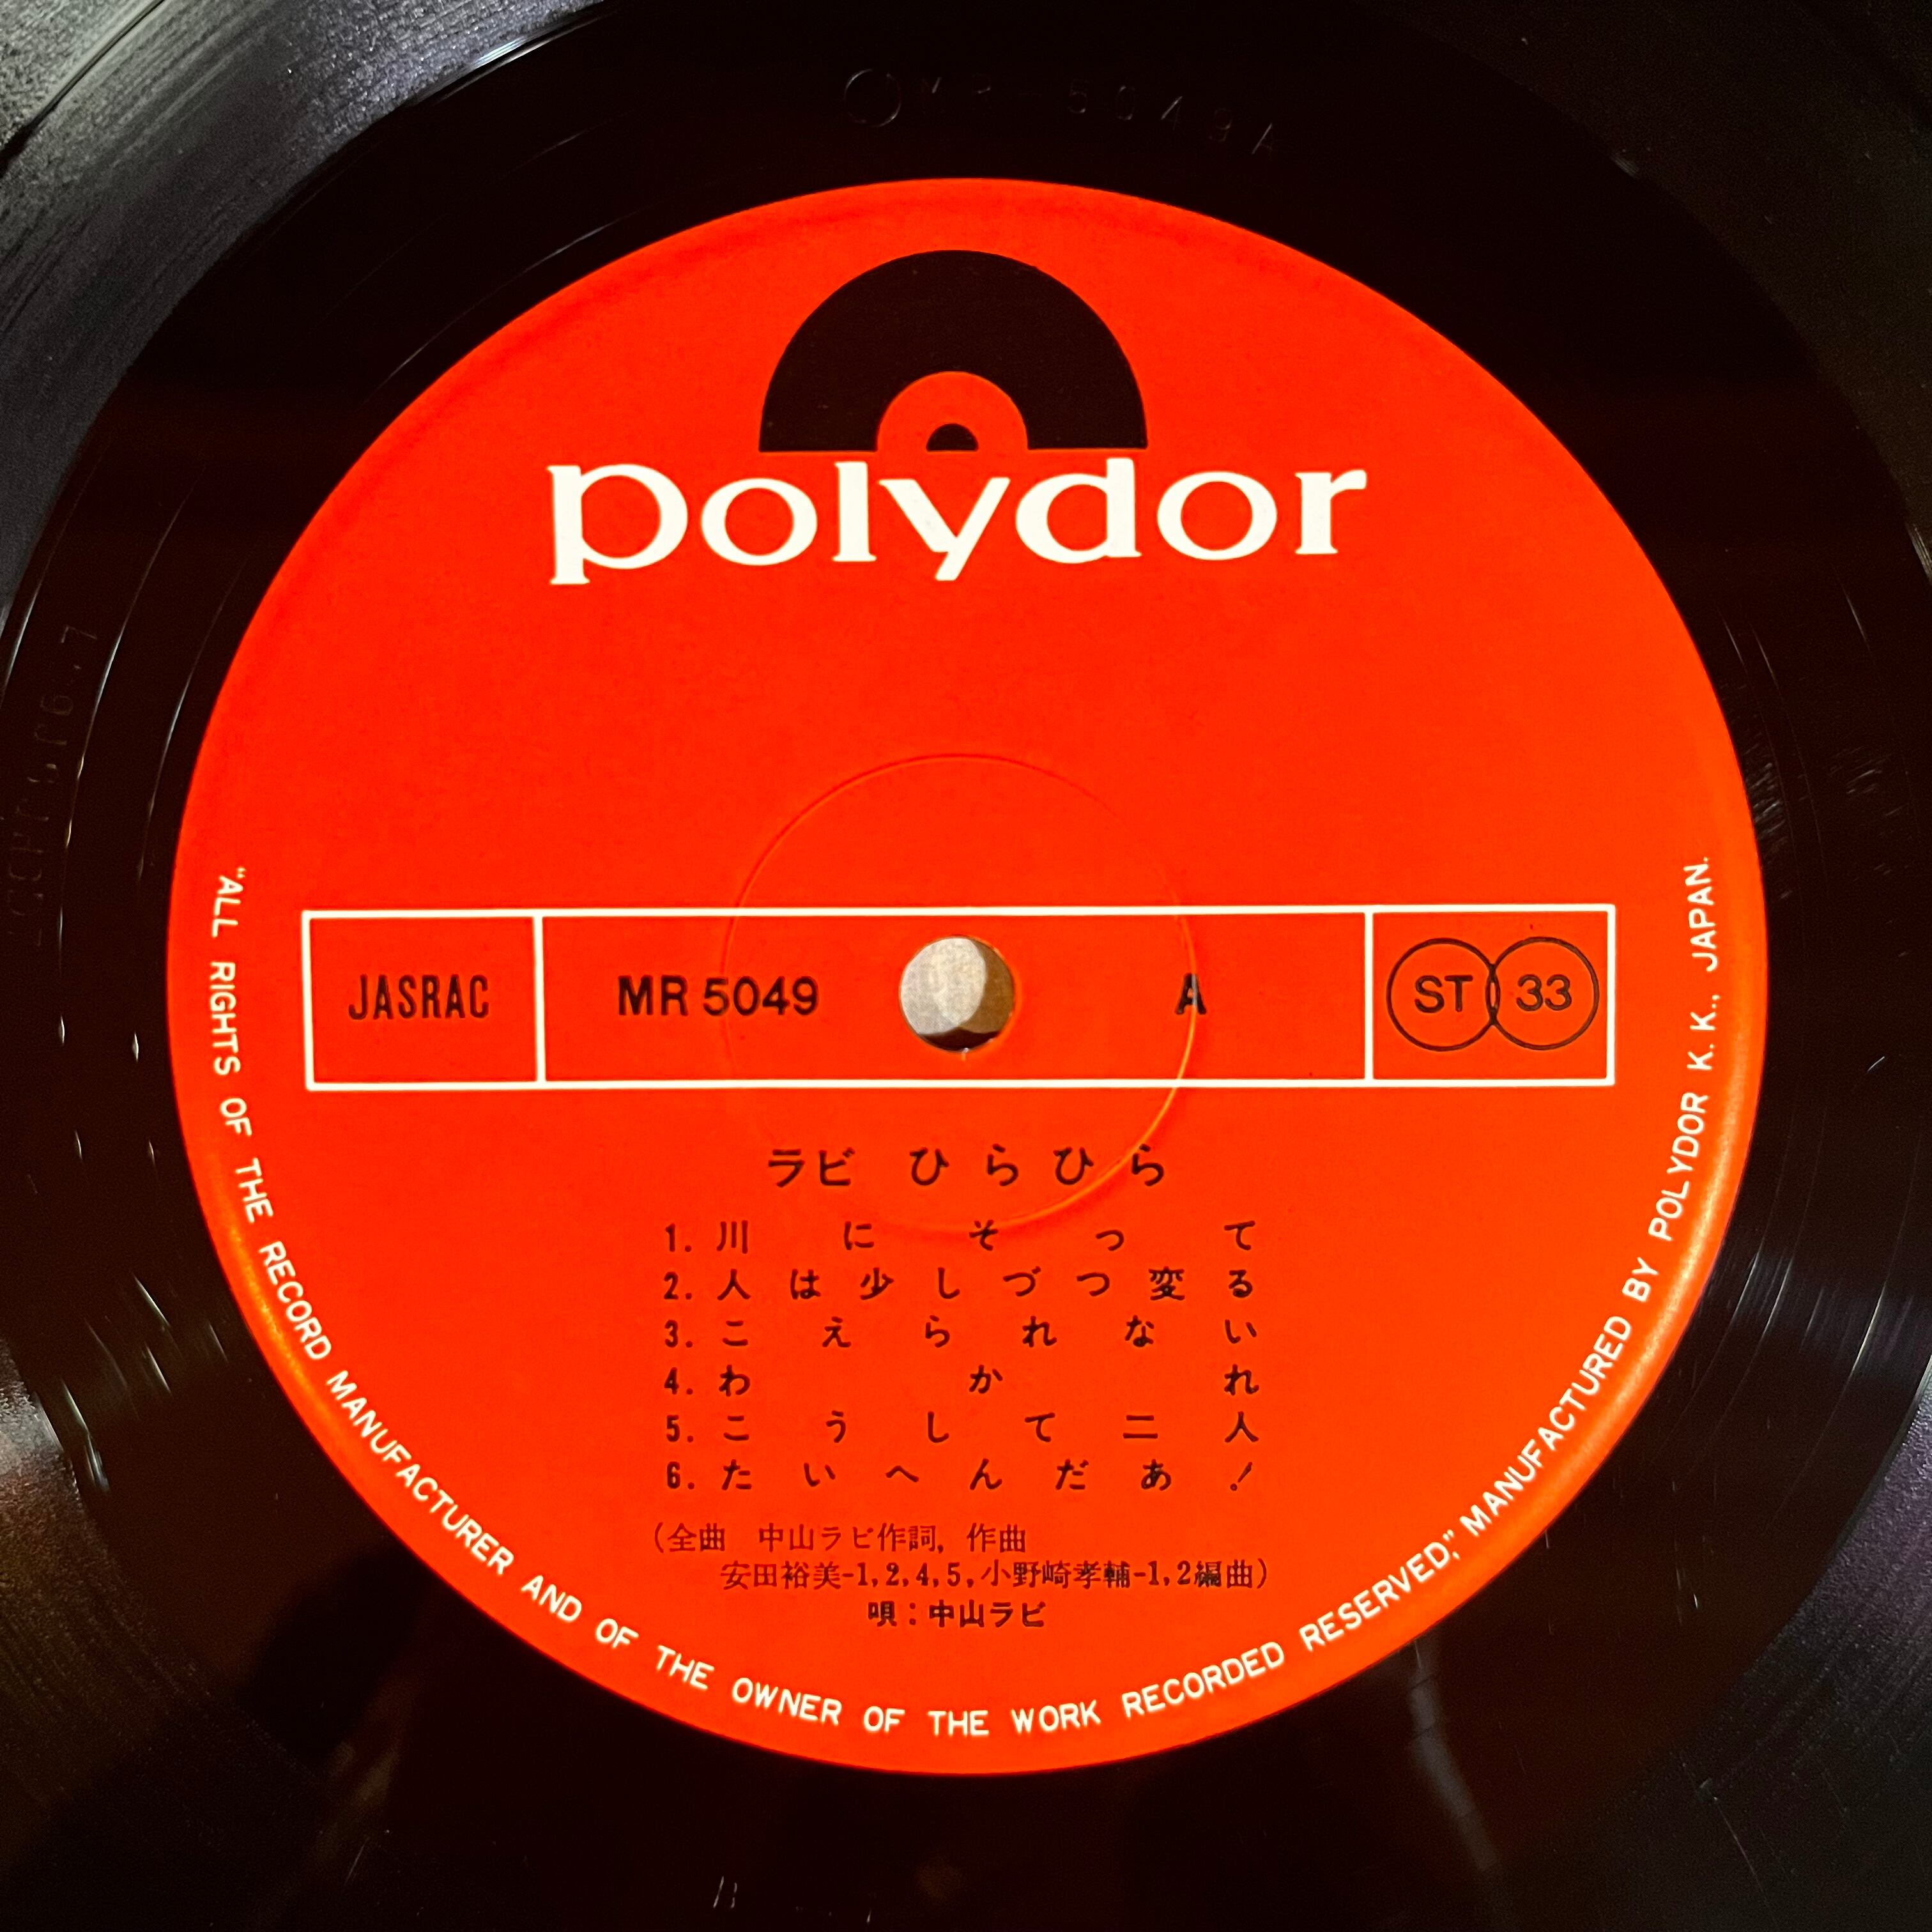 MR-5049A
polydor
JASRAC
MR 5049
A
ST 33
ラビ ひらひら
1. 川にそって
2. 人は少しづつ変る
3. こえられない
4. わかれ
5. こうして二人
6. たいへんだあ!
(全曲 中山ラビ作詞, 作曲
安田裕美-1,2,4,5,小野崎孝輔-1,2編曲)
唄:中山ラビ
"ALL RIGHTS OF THE RECORD MANUFACTURER AND OF THE OWNER OF THE WORK RECORDED RESERVED," MANUFACTURED BY POLYDOR K. K., JAPAN.